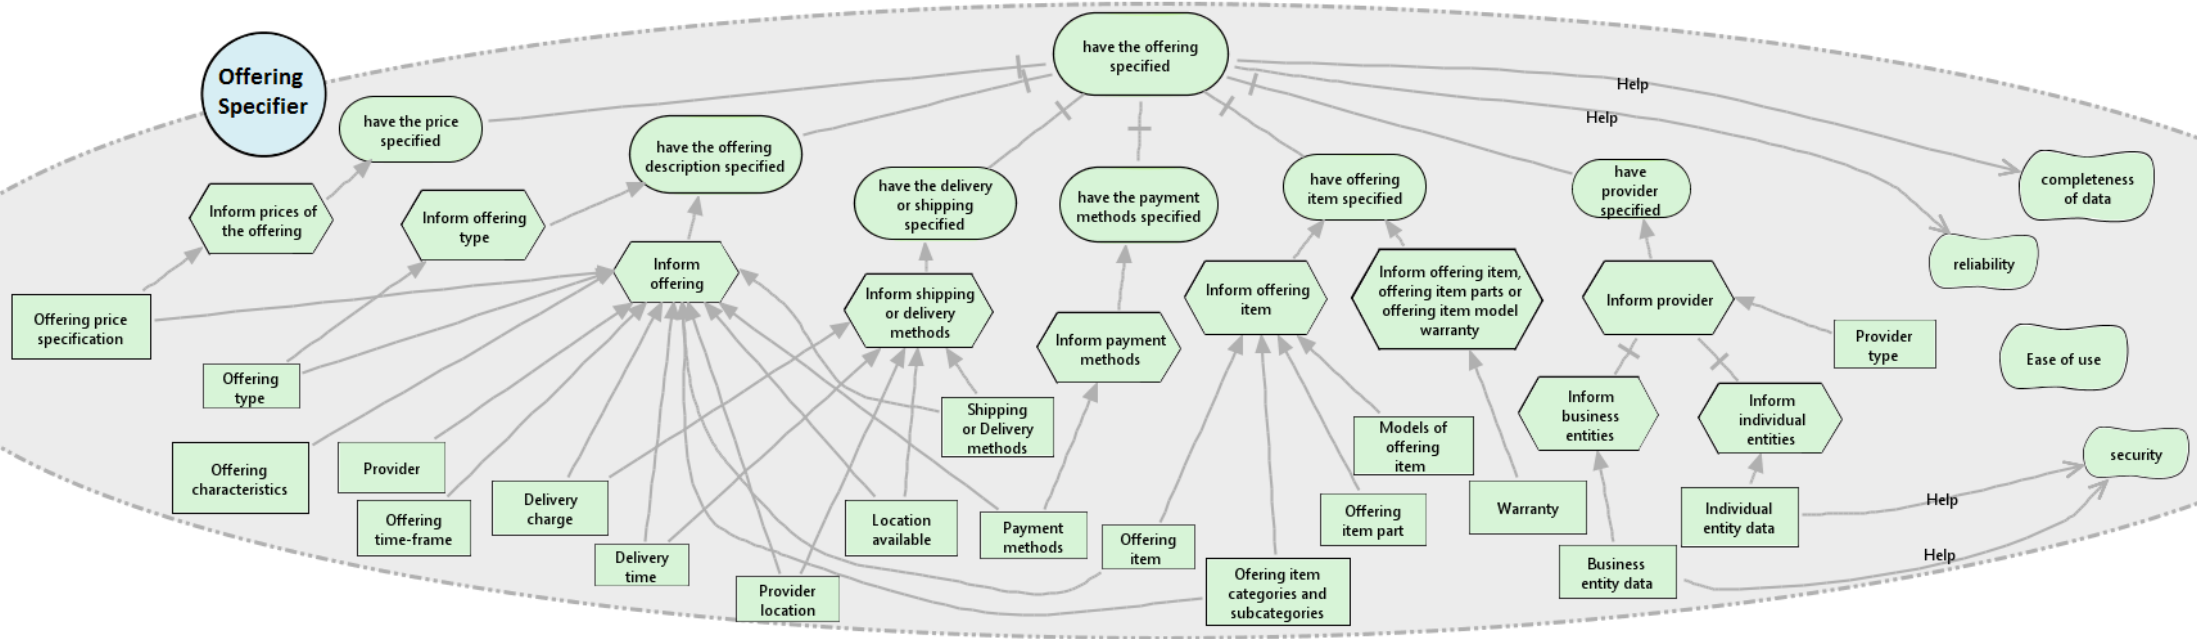 Offering
Specifier
have the offering
specified
Help
Help
have the price
specified
have the offering
description specified
have the delivery
or shipping
specified
have the payment
methods specified
have offering
item specified
have
provider
specified
completeness
of data
reliability
Ease of use
security
Inform prices of
the offering
Inform offering
type
Inform
offering
Inform shipping
or delivery
methods
Inform payment
methods
Inform offering
item
Inform offering item,
offering item parts or
offering item model
warranty
Inform provider
Provider
type
Inform
business
entities
Inform
individual
entities
Offering price
specification
Offering
type
Offering
characteristics
Provider
Offering
time-frame
Delivery
charge
Delivery
time
Provider
location
Location
available
Shipping
or Delivery
methods
Payment
methods
Offering
item
Ofering item
categories and
subcategories
Offering
item part
Models of
offering
item
Warranty
Business
entity data
Individual
entity data
Help
Help